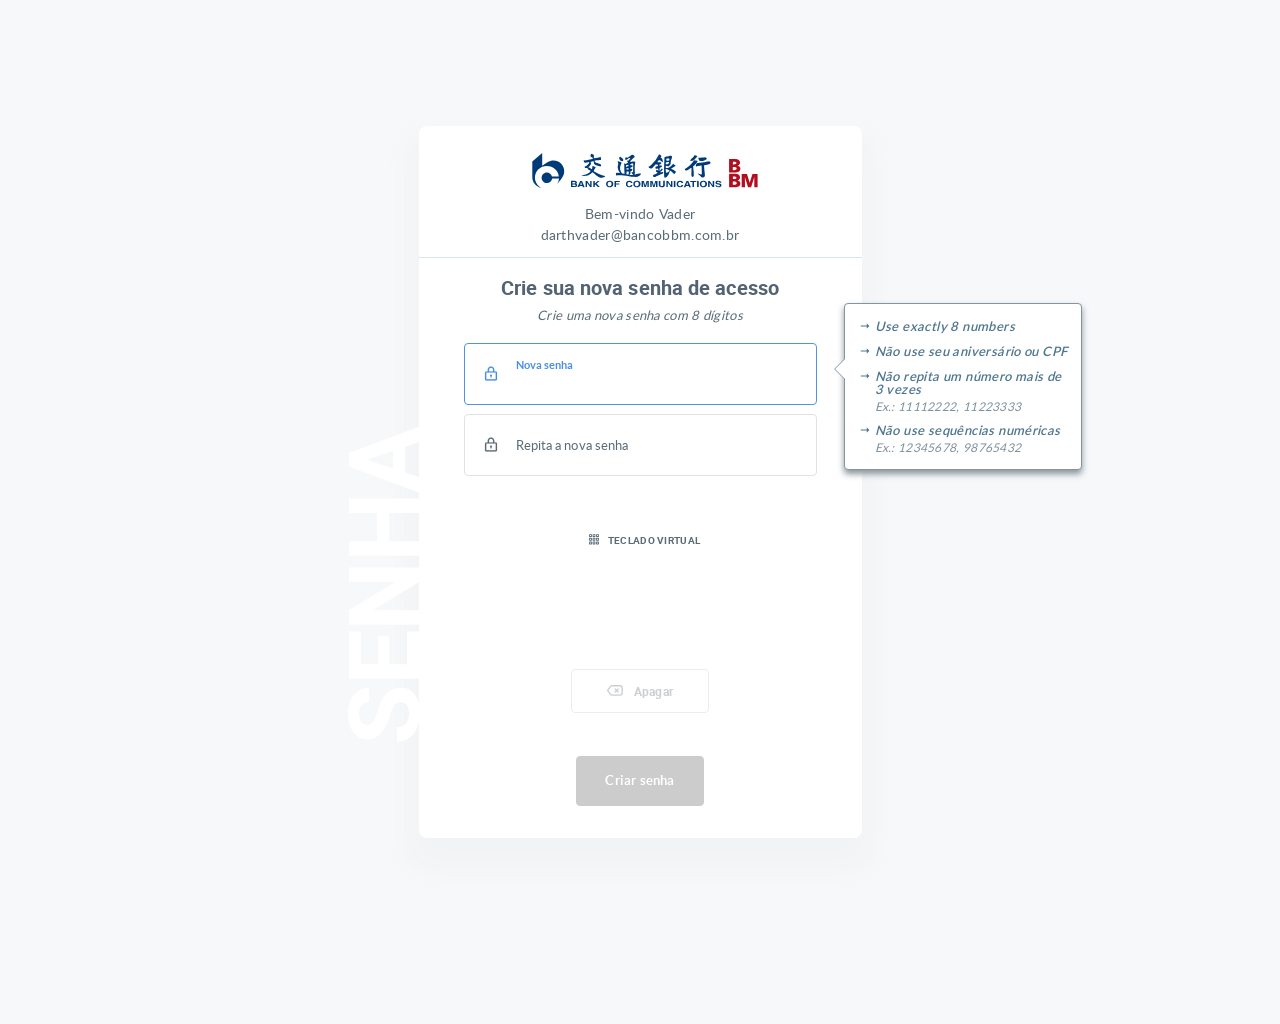 交通銀行
BANK OF COMMUNICATIONS
B
BM
Bem-vindo Vader
darthvader@bancobbm.com.br
Crie sua nova senha de acesso
Crie uma nova senha com 8 dígitos
Nova senha
Repita a nova senha
→ Use exactly 8 numbers
→ Não use seu aniversário ou CPF
→ Não repita um número mais de
3 vezes
Ex.: 11112222, 11223333
→ Não use sequências numéricas
Ex.: 12345678, 98765432
SENHA
TECLADO VIRTUAL
Apagar
Criar senha